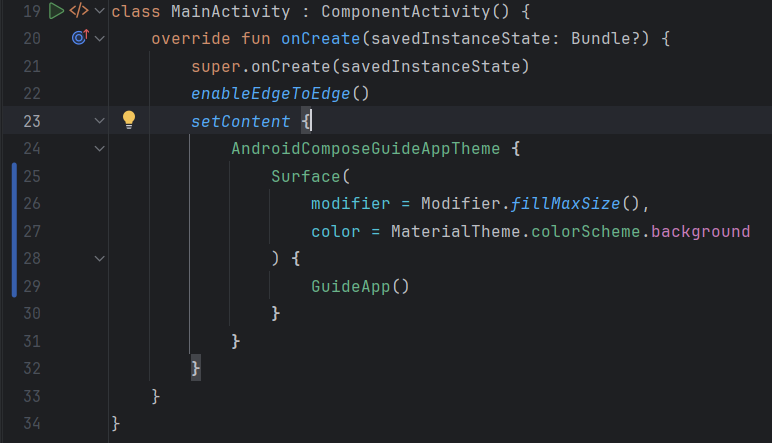 19 class MainActivity : ComponentActivity() {
20     override fun onCreate(savedInstanceState: Bundle?) {
21         super.onCreate(savedInstanceState)
22         enableEdgeToEdge()
23         setContent {
24             AndroidComposeGuideAppTheme {
25                 Surface(
26                     modifier = Modifier.fillMaxSize(),
27                     color = MaterialTheme.colorScheme.background
28                 ) {
29                     GuideApp()
30                 }
31             }
32         }
33     }
34 }